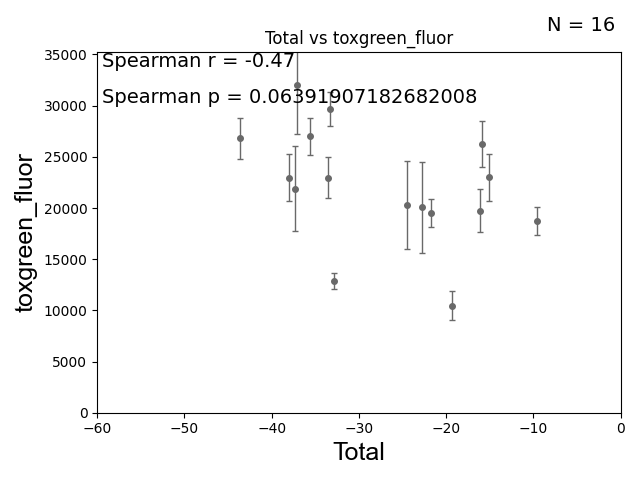 N = 16
Total vs toxgreen_fluor
Spearman r = -0.47
Spearman p = 0.06391907182682008
35000
30000
25000
20000
15000
10000
5000
0
toxgreen_fluor
−60 −50 −40 −30 −20 −10 0
Total